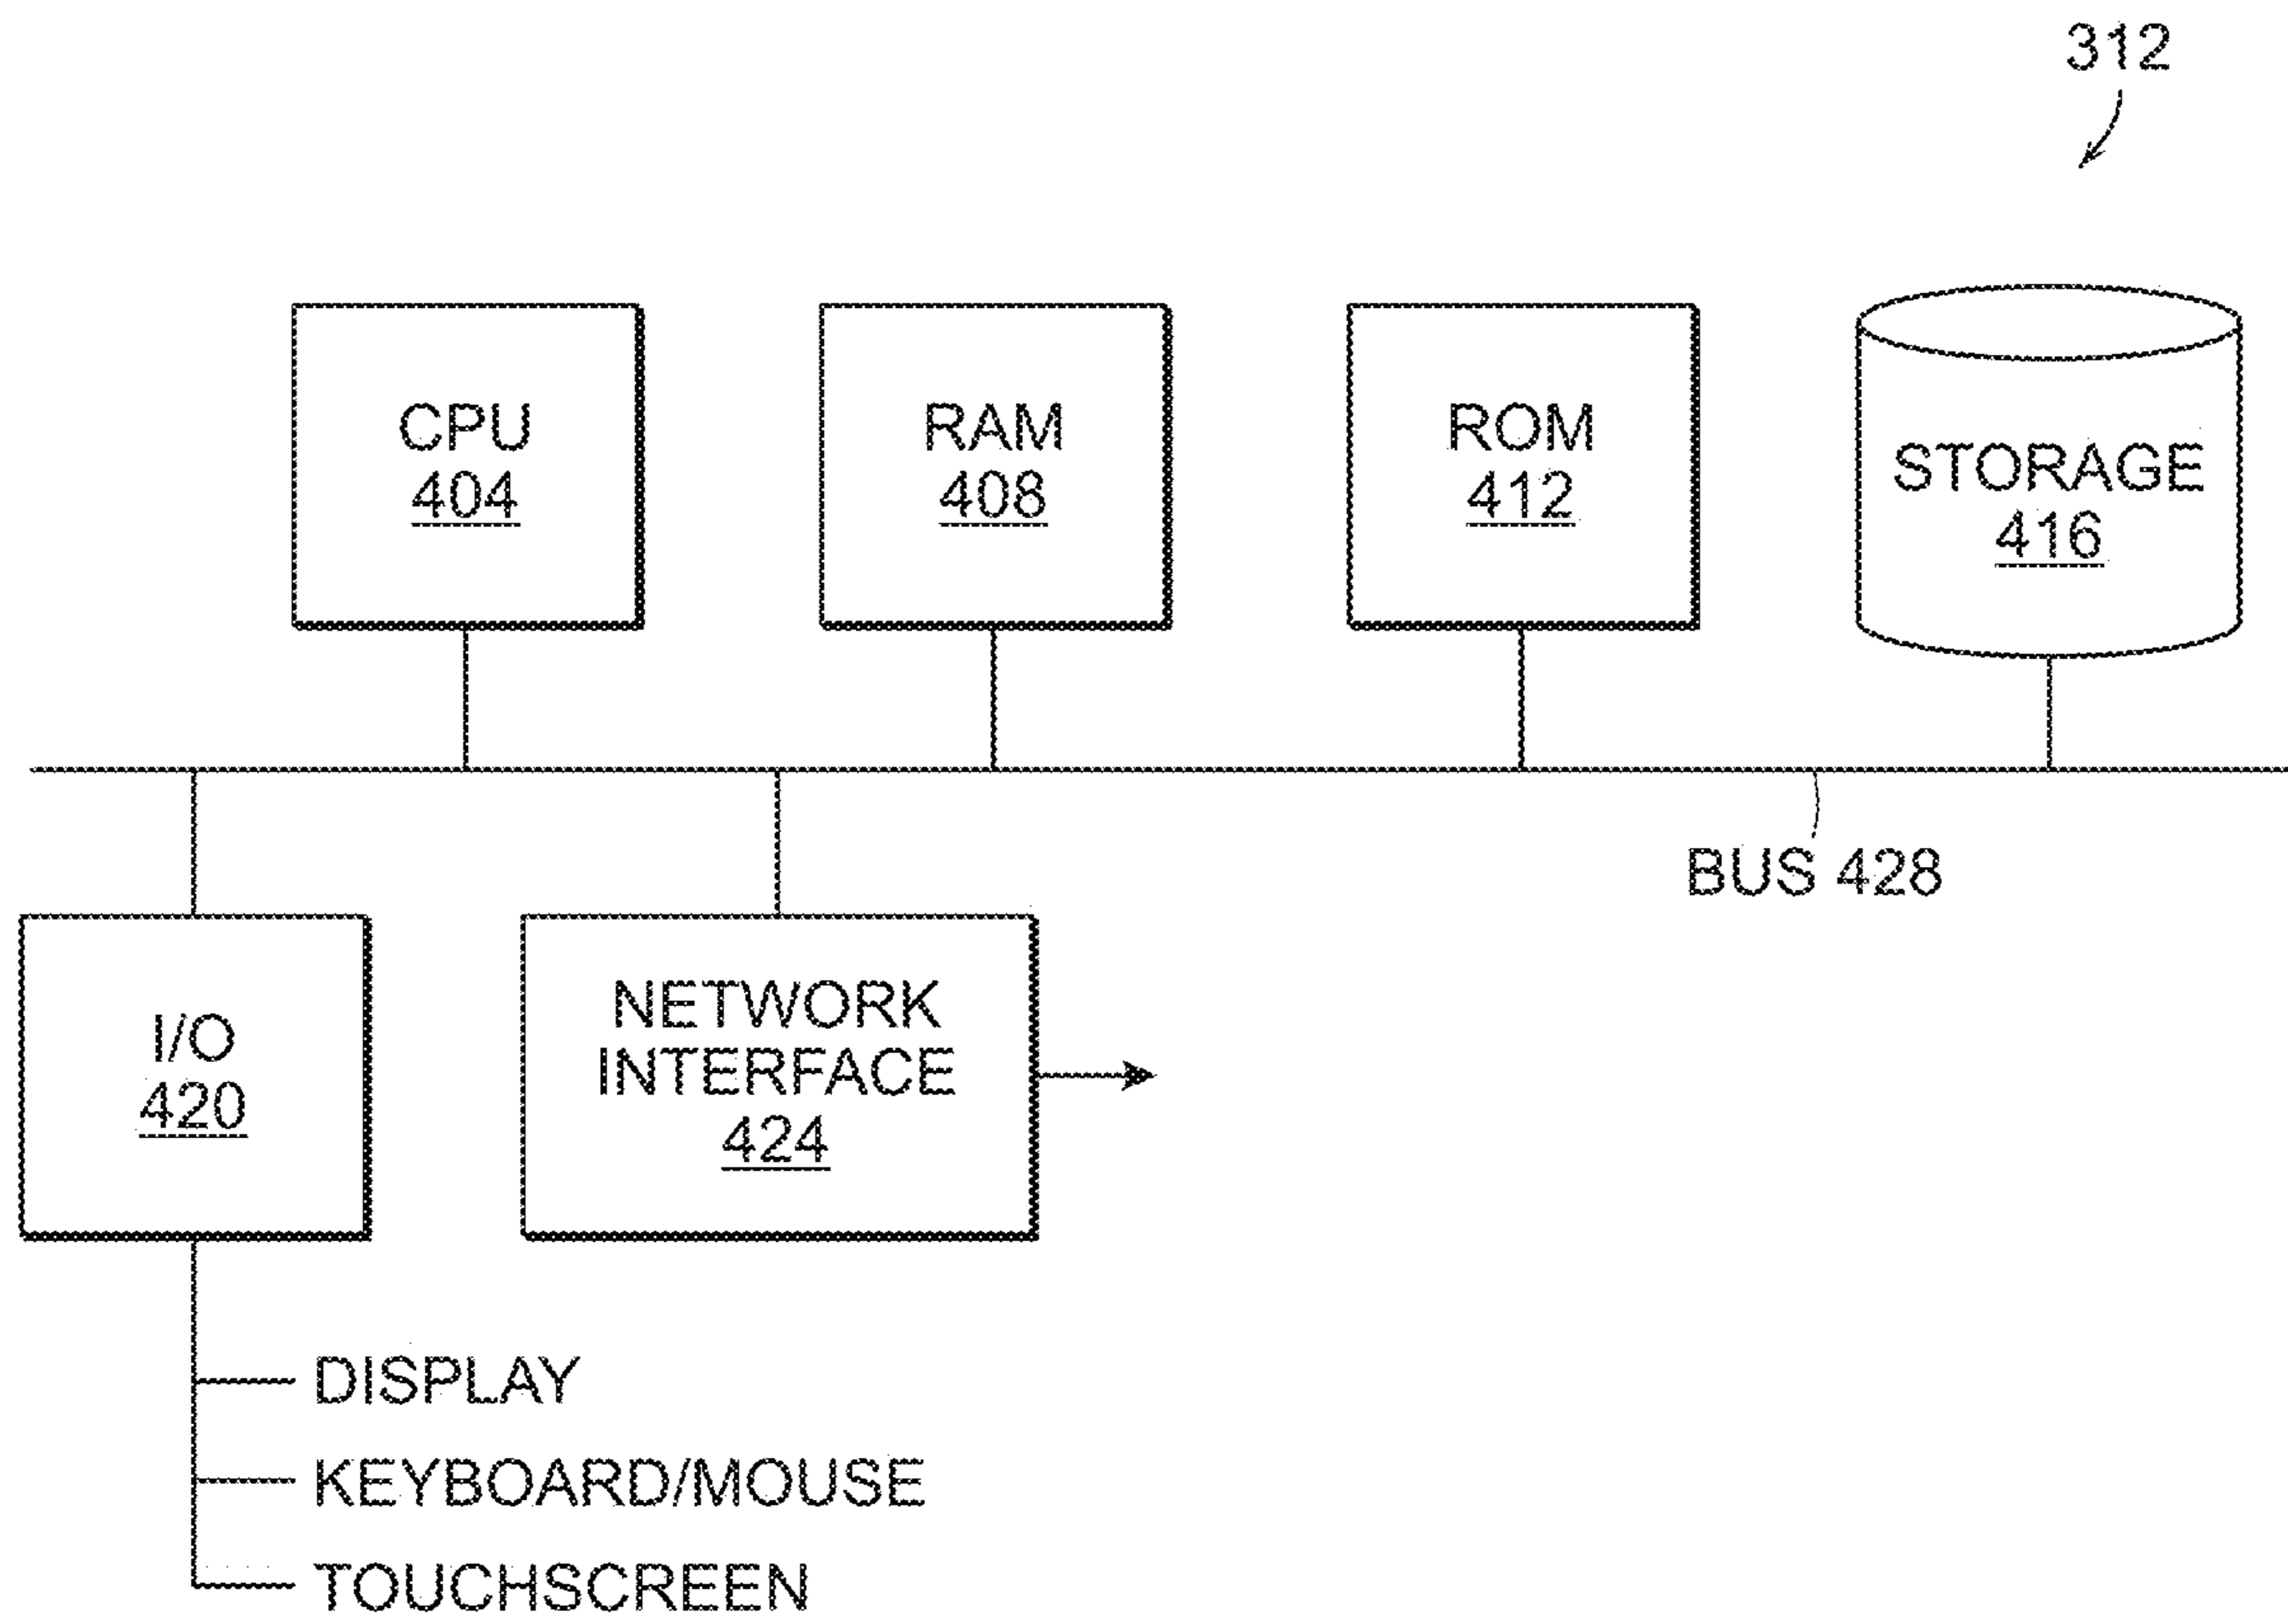 312
CPU
404
RAM
408
ROM
412
STORAGE
416
BUS 428
I/O
420
NETWORK
INTERFACE
424
DISPLAY
KEYBOARD/MOUSE
TOUCHSCREEN